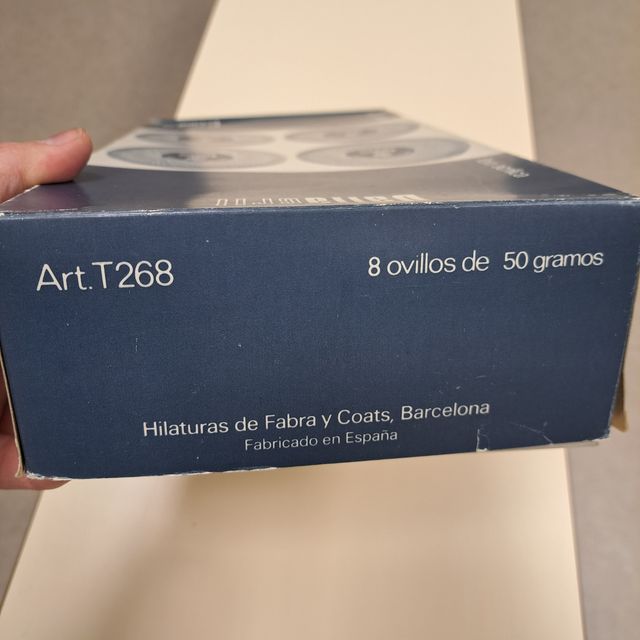 Art.T268
8 ovillos de 50 gramos
Hilaturas de Fabra y Coats, Barcelona
Fabricado en España